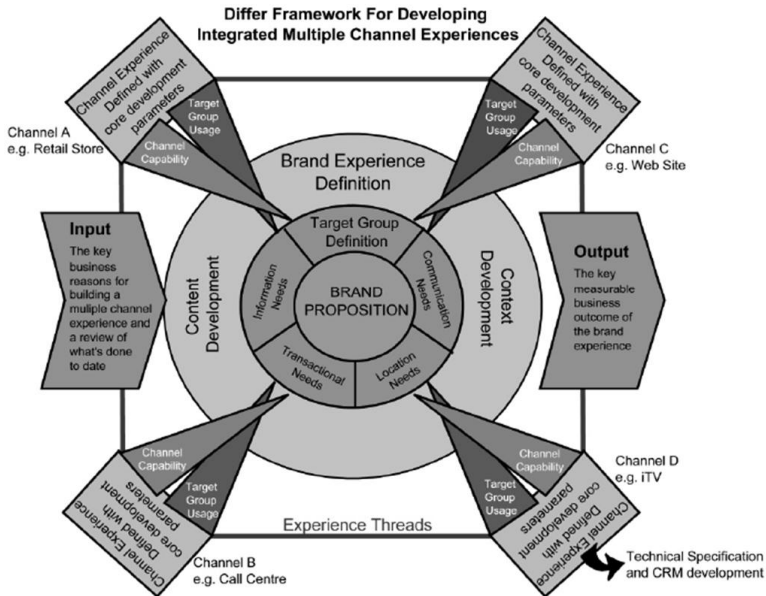 Differ Framework For Developing
Integrated Multiple Channel Experiences
Channel Experience
Defined with
core development
parameters
Target
Group
Usage
Channel
Capability
Channel A
e.g. Retail Store
Channel Experience
Defined with
core development
parameters
Target
Group
Usage
Channel
Capability
Channel C
e.g. Web Site
Brand Experience
Definition
Target Group
Definition
Information
Needs
Communication
Needs
BRAND
PROPOSITION
Transactional
Needs
Location
Needs
Content
Development
Context
Development
Input
The key
business
reasons for
building a
muliple channel
experience and
a review of
what's done
to date
Output
The key
measurable
business
outcome of
the brand
experience
Channel
Capability
Target
Group
Usage
Channel Experience
Defined with
core development
parameters
Channel B
e.g. Call Centre
Experience Threads
Channel
Capability
Target
Group
Usage
Channel Experience
Defined with
core development
parameters
Channel D
e.g. iTV
Technical Specification
and CRM development